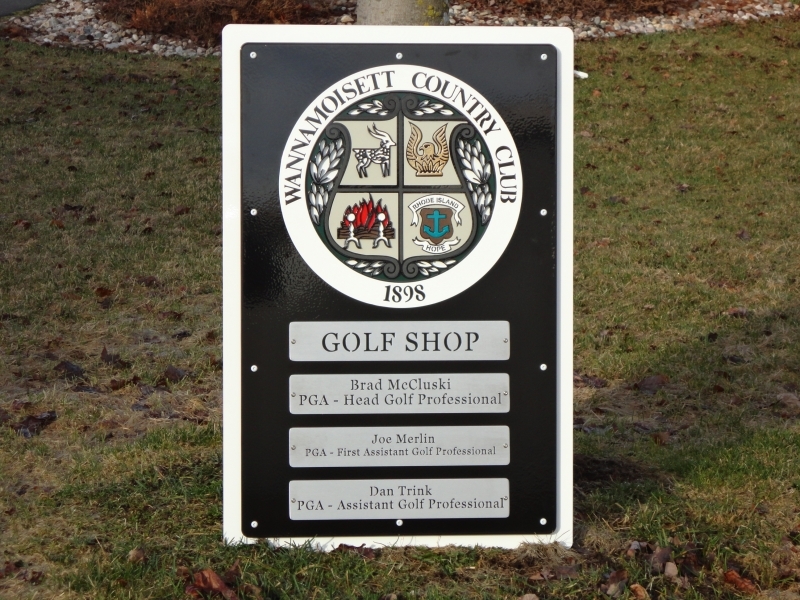 WANNAMOISETT COUNTRY CLUB
RHODE ISLAND
HOPE
1898
GOLF SHOP
Brad McCluski
PGA - Head Golf Professional
Joe Merlin
PGA - First Assistant Golf Professional
Dan Trink
PGA - Assistant Golf Professional